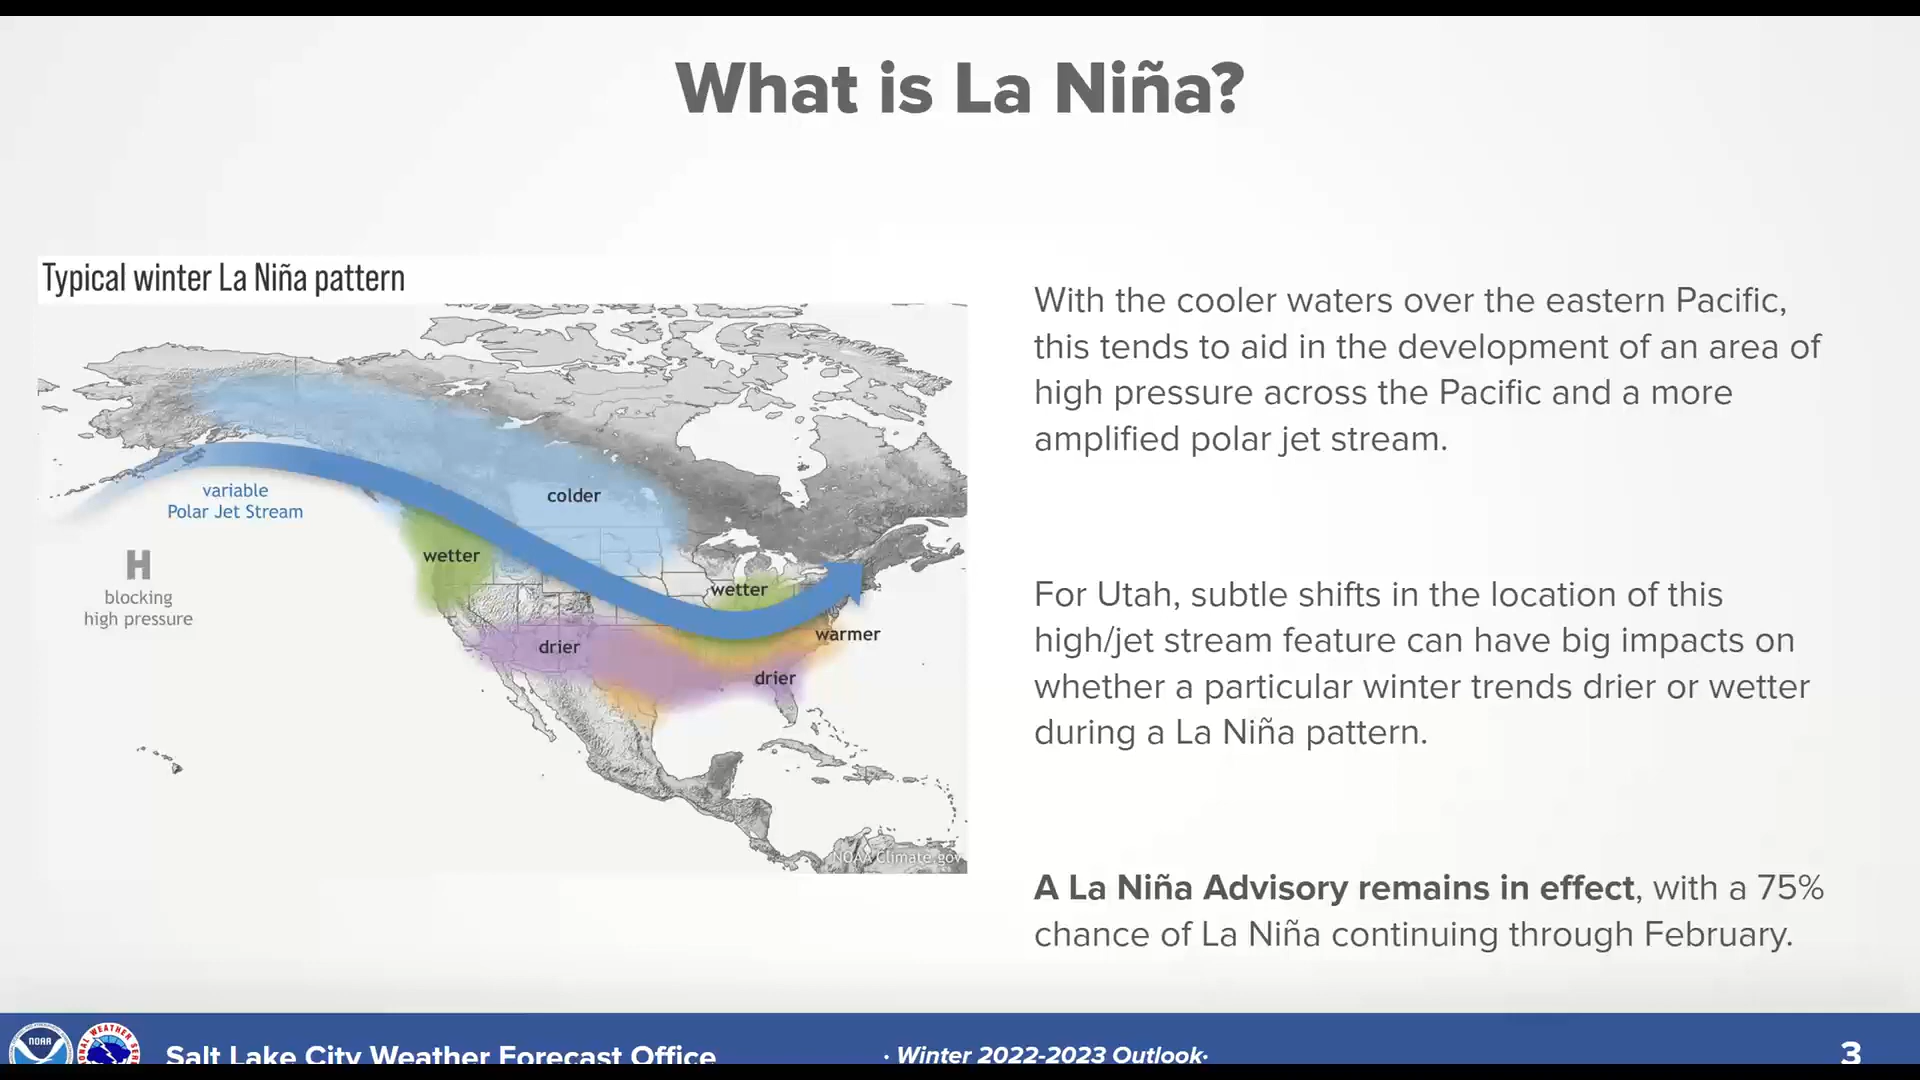 What is La Niña?
Typical winter La Niña pattern
variable
Polar Jet Stream
H
blocking
high pressure
colder
wetter
wetter
warmer
drier
drier
NOAA Climate.gov
With the cooler waters over the eastern Pacific,
this tends to aid in the development of an area of
high pressure across the Pacific and a more
amplified polar jet stream.
For Utah, subtle shifts in the location of this
high/jet stream feature can have big impacts on
whether a particular winter trends drier or wetter
during a La Niña pattern.
A La Niña Advisory remains in effect, with a 75%
chance of La Niña continuing through February.
NOAA
WEATHER
Salt Lake City Weather Forecast Office
· Winter 2022-2023 Outlook·
3